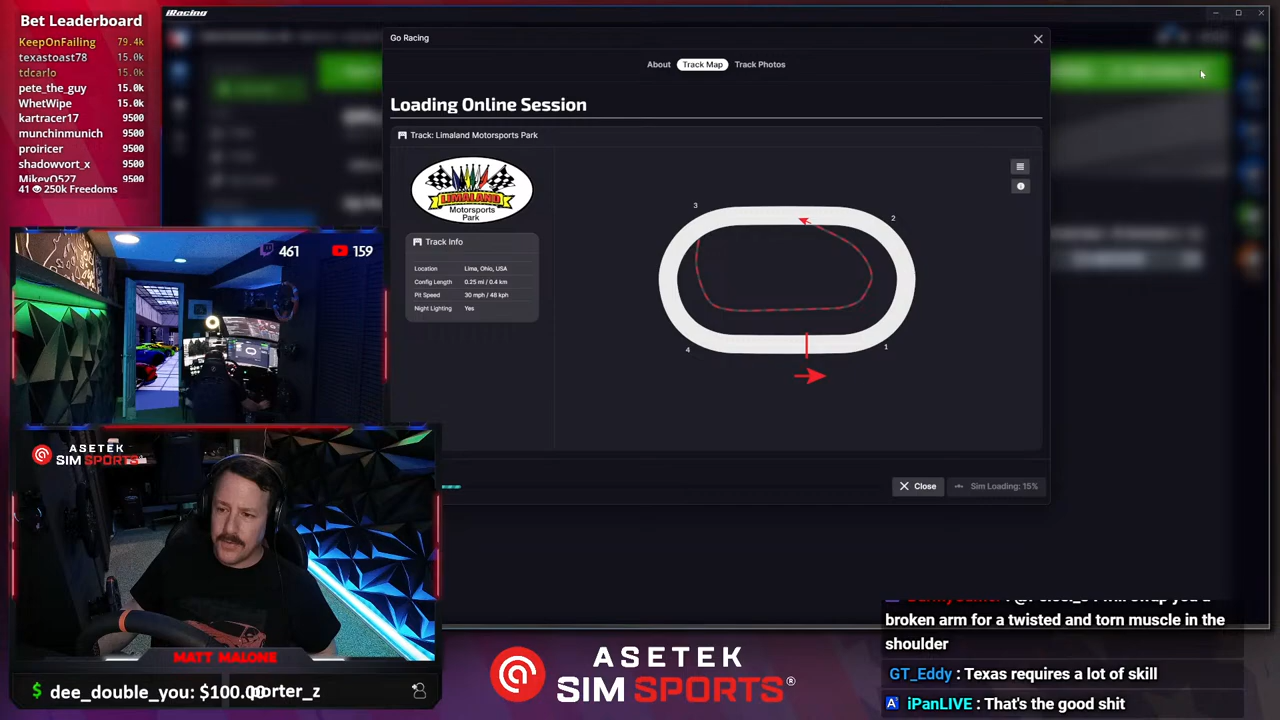 Bet Leaderboard
KeepOnFailing 79.4k
texastoast78 15.0k
tdcarlo 15.0k
pete_the_guy 15.0k
WhetWipe 15.0k
kartracer17 9500
munchinmunich 9500
proiricer 9500
shadowvort_x 9500
MikeyO527 9500
41 250k Freedoms
iRacing
Go Racing
About
Track Map
Track Photos
Loading Online Session
Track: Limaland Motorsports Park
LIMALAND
Motorsports
Park
Track Info
Location Lima, Ohio, USA
Config Length 0.25 mi / 0.4 km
Pit Speed 30 mph / 48 kph
Night Lighting Yes
3
2
4
1
Close
Sim Loading: 15%
461
159
ASETEK
SIM SPORTS
MATT MALONE
$ dee_double_you: $100.00
porter_z
ASETEK
SIM SPORTS®
broken arm for a twisted and torn muscle in the
shoulder
GT_Eddy : Texas requires a lot of skill
iPanLIVE : That's the good shit